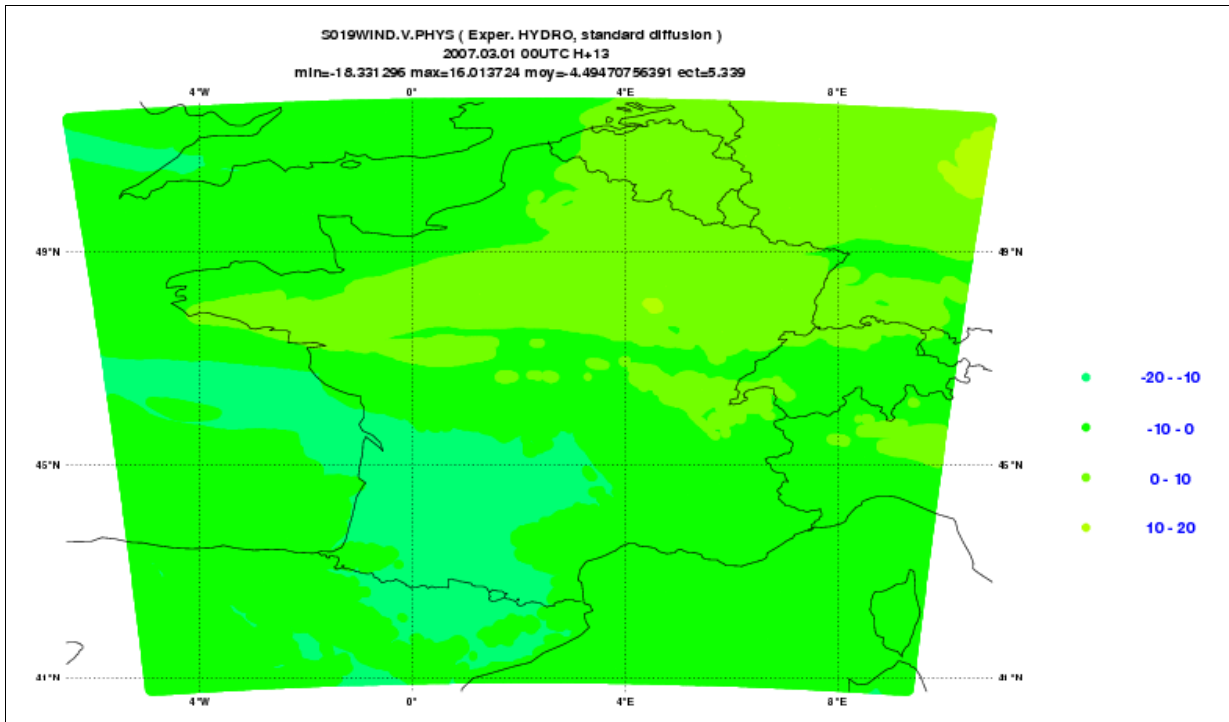 S019WIND.V.PHYS ( Exper. HYDRO, standard diffusion )
2007.03.01 00UTC H+13
min=-18.331296 max=16.013724 moy=-4.49470756391 ect=5.339
4°W 0° 4°E 8°E
49°N 49°N
-20 - -10
-10 - 0
45°N 45°N
0 - 10
10 - 20
41°N 41°N
4°W 0° 4°E 8°E